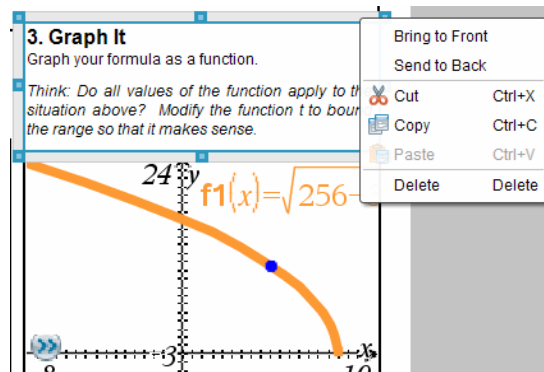 3. Graph It
Graph your formula as a function.
Think: Do all values of the function apply to
situation above? Modify the function t to
the range so that it makes sense.
Bring to Front
Send to Back
Cut Ctrl+X
Copy Ctrl+C
Paste Ctrl+V
Delete Delete
24 y
f1(x)=√256-
-3
x
-8
10